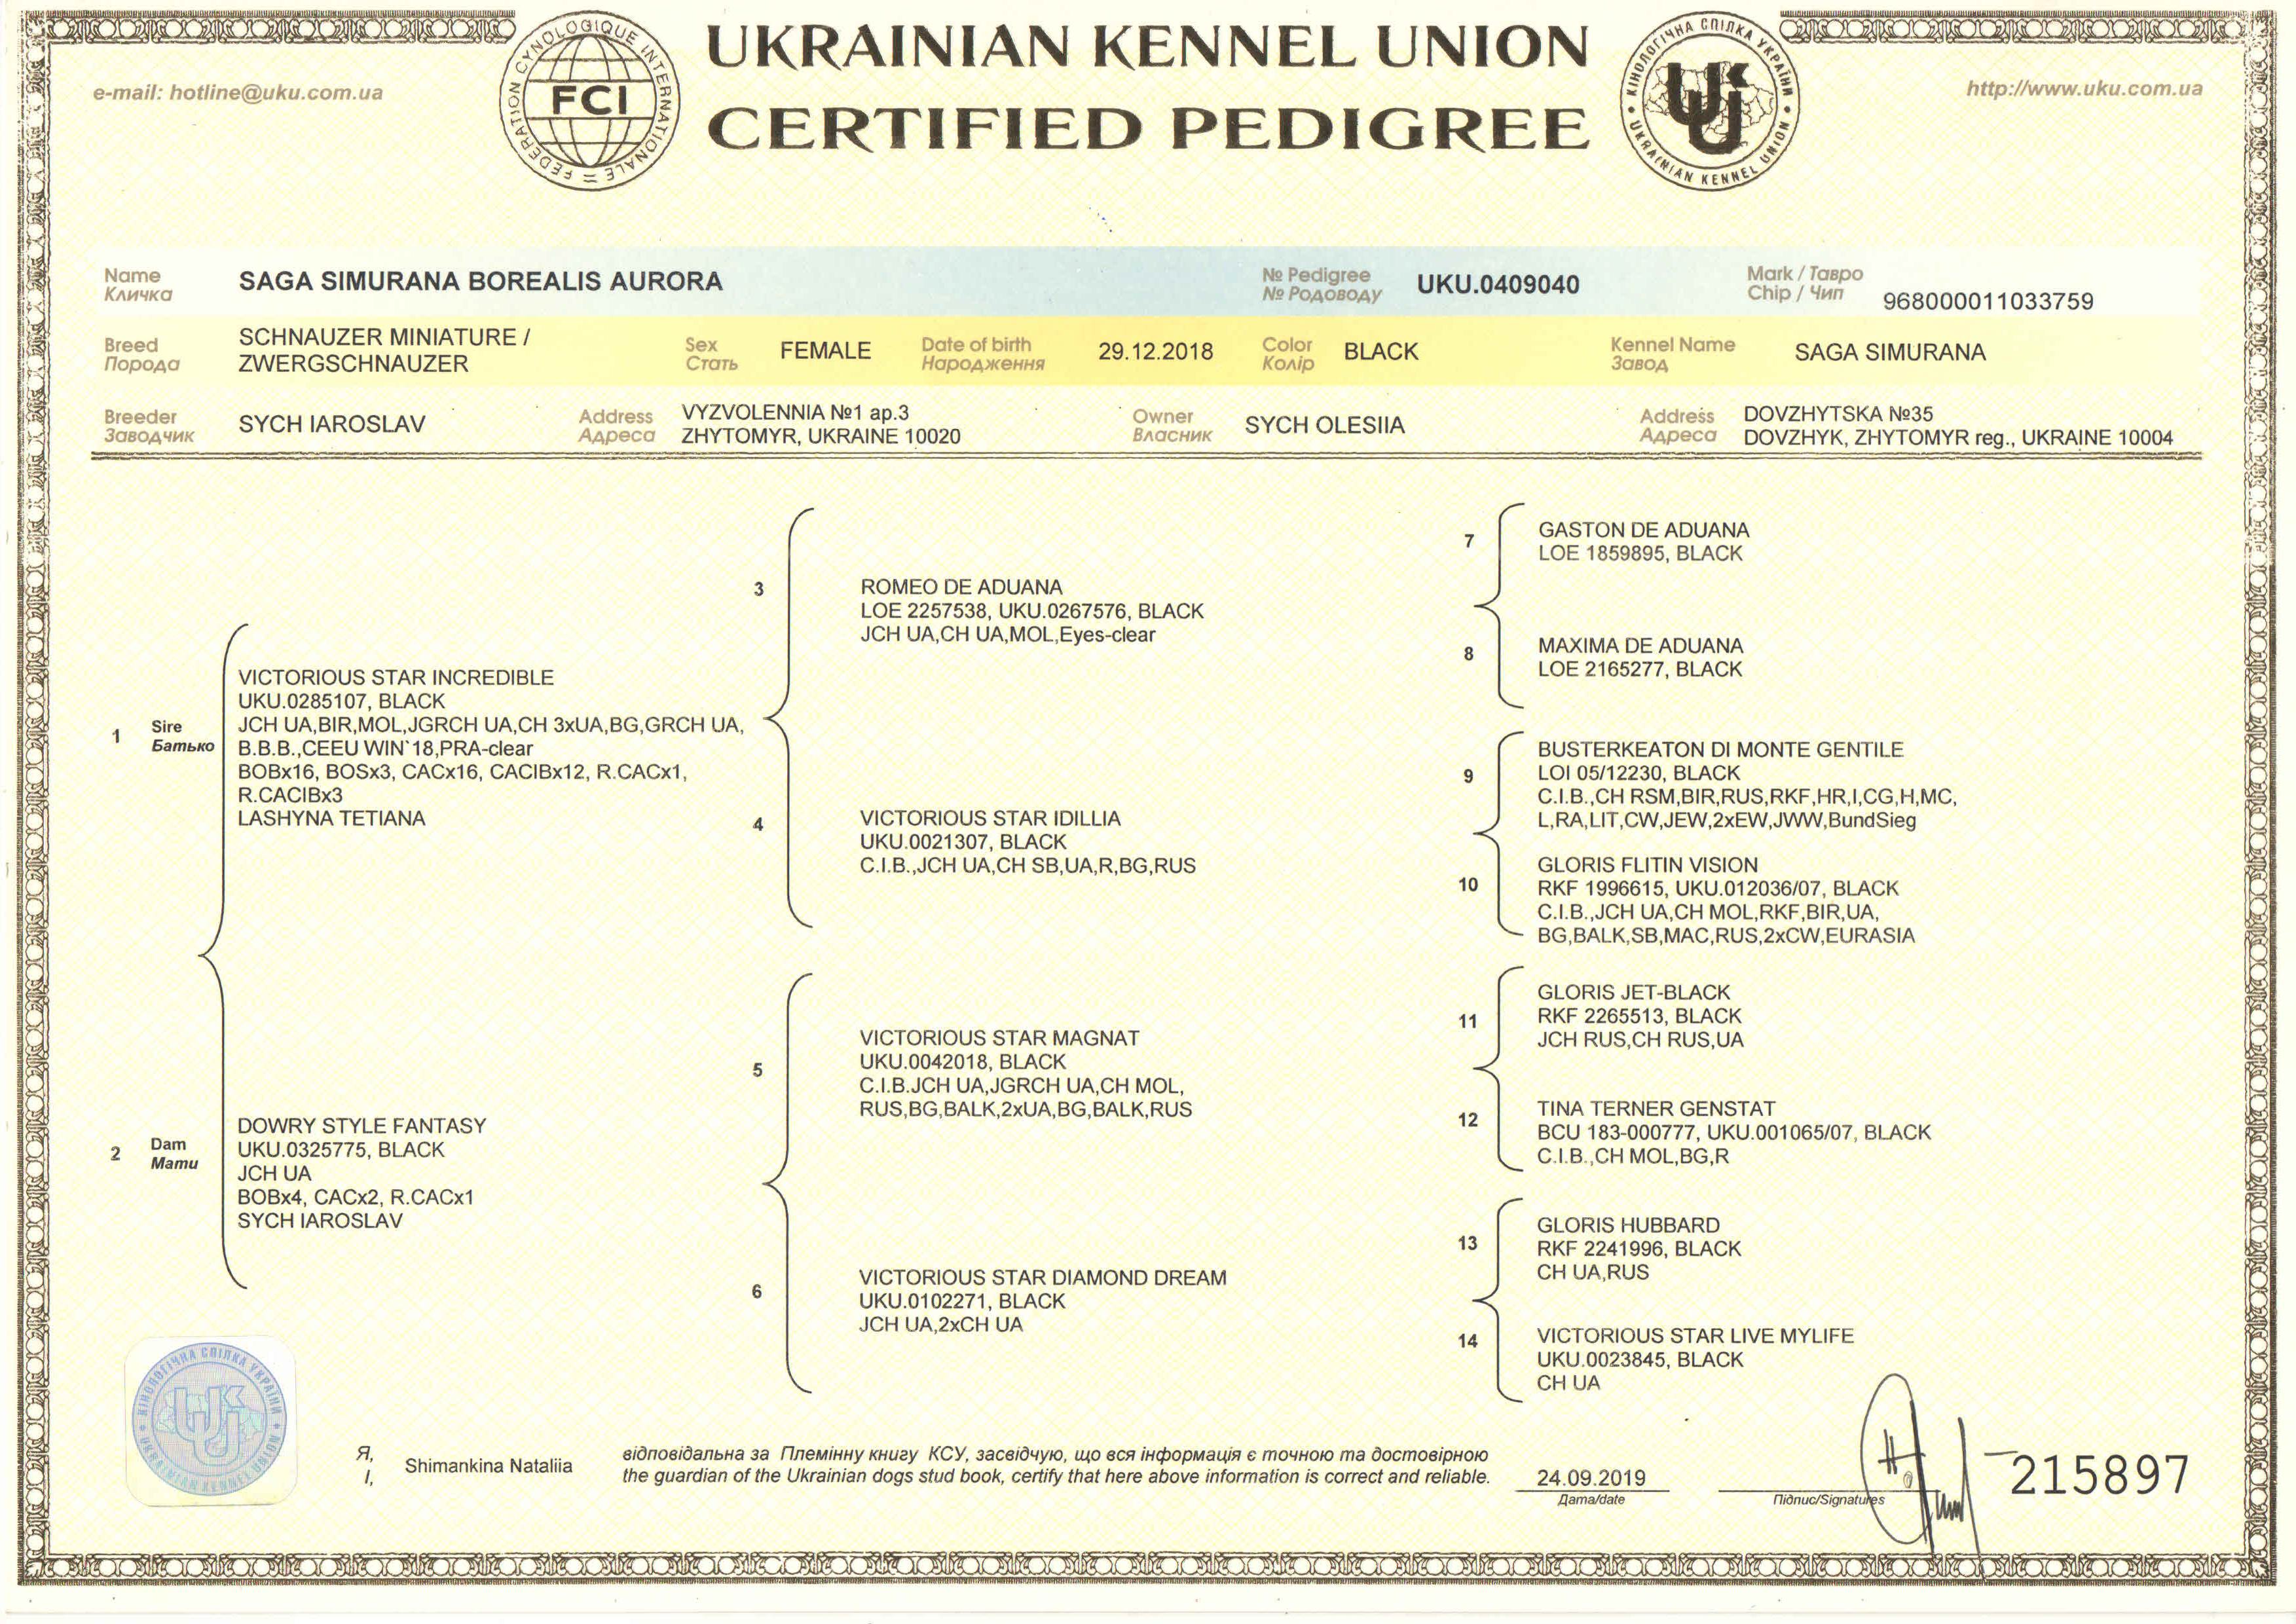 UKRAINIAN KENNEL UNION
CERTIFIED PEDIGREE
e-mail: hotline@uku.com.ua
FEDERATION CYNOLOGIQUE INTERNATIONALE
FCI
КІНОЛОГІЧНА СПІЛКА УКРАЇНИ
UKRAINIAN KENNEL UNION
UKU
http://www.uku.com.ua
Name
Кличка
SAGA SIMURANA BOREALIS AURORA
№ Pedigree
№ Родоводу
UKU.0409040
Mark / Тавро
Chip / Чип
968000011033759
Breed
Порода
SCHNAUZER MINIATURE /
ZWERGSCHNAUZER
Sex
Стать
FEMALE
Date of birth
Народження
29.12.2018
Color
Колір
BLACK
Kennel Name
Завод
SAGA SIMURANA
Breeder
Заводчик
SYCH IAROSLAV
Address
Адреса
VYZVOLENNIA №1 ap.3
ZHYTOMYR, UKRAINE 10020
Owner
Власник
SYCH OLESIIA
Address
Адреса
DOVZHYTSKA №35
DOVZHYK, ZHYTOMYR reg., UKRAINE 10004
1
Sire
Батько
VICTORIOUS STAR INCREDIBLE
UKU.0285107, BLACK
JCH UA,BIR,MOL,JGRCH UA,CH 3xUA,BG,GRCH UA,
B.B.B.,CEEU WIN`18,PRA-clear
BOBx16, BOSx3, CACx16, CACIBx12, R.CACx1,
R.CACIBx3
LASHYNA TETIANA
2
Dam
Мати
DOWRY STYLE FANTASY
UKU.0325775, BLACK
JCH UA
BOBx4, CACx2, R.CACx1
SYCH IAROSLAV
3
ROMEO DE ADUANA
LOE 2257538, UKU.0267576, BLACK
JCH UA,CH UA,MOL,Eyes-clear
4
VICTORIOUS STAR IDILLIA
UKU.0021307, BLACK
C.I.B.,JCH UA,CH SB,UA,R,BG,RUS
5
VICTORIOUS STAR MAGNAT
UKU.0042018, BLACK
C.I.B.JCH UA,JGRCH UA,CH MOL,
RUS,BG,BALK,2xUA,BG,BALK,RUS
6
VICTORIOUS STAR DIAMOND DREAM
UKU.0102271, BLACK
JCH UA,2xCH UA
7
GASTON DE ADUANA
LOE 1859895, BLACK
8
MAXIMA DE ADUANA
LOE 2165277, BLACK
9
BUSTERKEATON DI MONTE GENTILE
LOI 05/12230, BLACK
C.I.B.,CH RSM,BIR,RUS,RKF,HR,I,CG,H,MC,
L,RA,LIT,CW,JEW,2xEW,JWW,BundSieg
10
GLORIS FLITIN VISION
RKF 1996615, UKU.012036/07, BLACK
C.I.B.,JCH UA,CH MOL,RKF,BIR,UA,
BG,BALK,SB,MAC,RUS,2xCW,EURASIA
11
GLORIS JET-BLACK
RKF 2265513, BLACK
JCH RUS,CH RUS,UA
12
TINA TERNER GENSTAT
BCU 183-000777, UKU.001065/07, BLACK
C.I.B.,CH MOL,BG,R
13
GLORIS HUBBARD
RKF 2241996, BLACK
CH UA,RUS
14
VICTORIOUS STAR LIVE MYLIFE
UKU.0023845, BLACK
CH UA
КІНОЛОГІЧНА СПІЛКА УКРАЇНИ
UKRAINIAN KENNEL UNION
UKU
Я,
I,
Shimankina Nataliia
відповідальна за Племінну книгу КСУ, засвідчую, що вся інформація є точною та достовірною
the guardian of the Ukrainian dogs stud book, certify that here above information is correct and reliable.
24.09.2019
Дата/date
Підпис/Signatures
215897